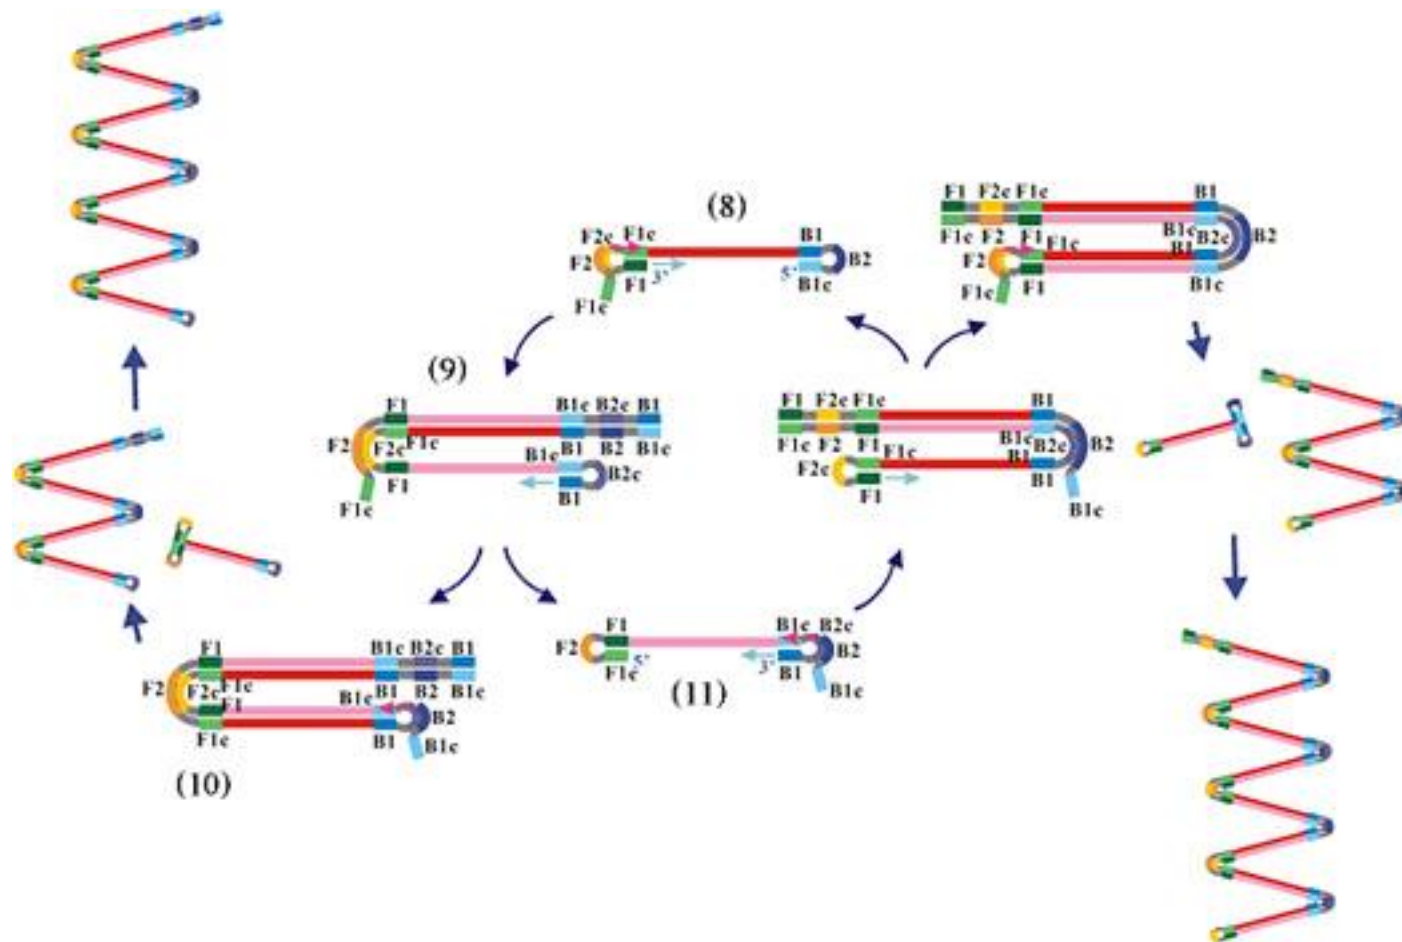 (8)
F2c F1c B1
F2 3' 5' B2
F1 B1c
F1c
F1 F2c F1c B1
B1c
F1c F2 F1 F1c B1 B2c B2
F2
F1c F1 B1c
(9)
F1 B1c B2c B1
F2 F2c F1c B1 B2 B1c
B1c
F1 B2c
B1
F1c
F1 F2c F1c B1
B1c B2
F1c F2 F1 F1c B2c
B1
F2c B1
F1 B1c
F1 B1c B2c B1
F2
F2c F1c B1 B2 B1c
F1 B1c
B2
F1c B1 B1c
(10)
F1 B1c B2c
F2 B2
5' 3'
F1c B1
B1c
(11)